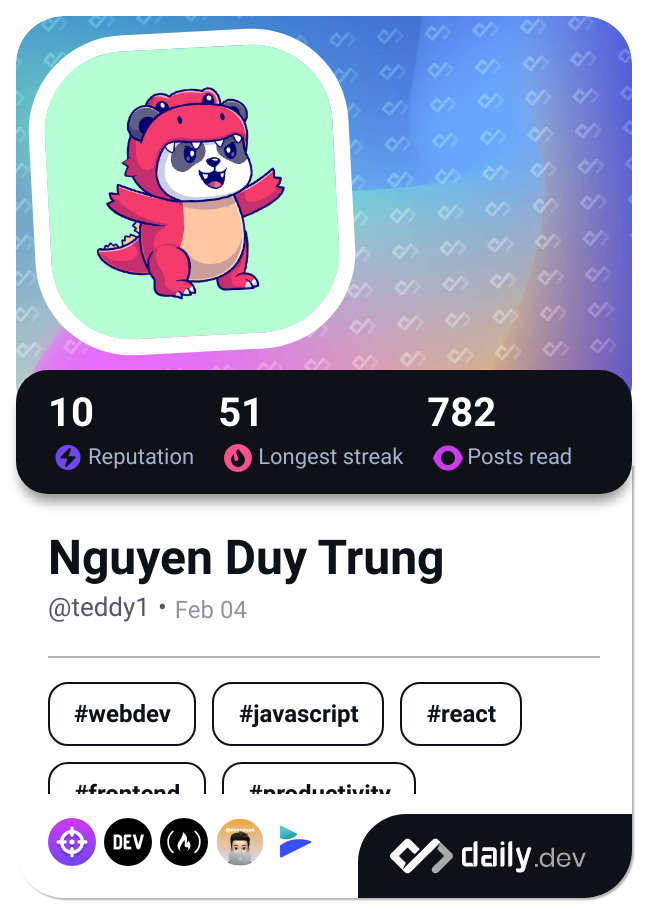 10 51 782
Reputation Longest streak Posts read
Nguyen Duy Trung
@teddy1 • Feb 04
#webdev #javascript #react
#frontend #productivity
DEV
daily.dev